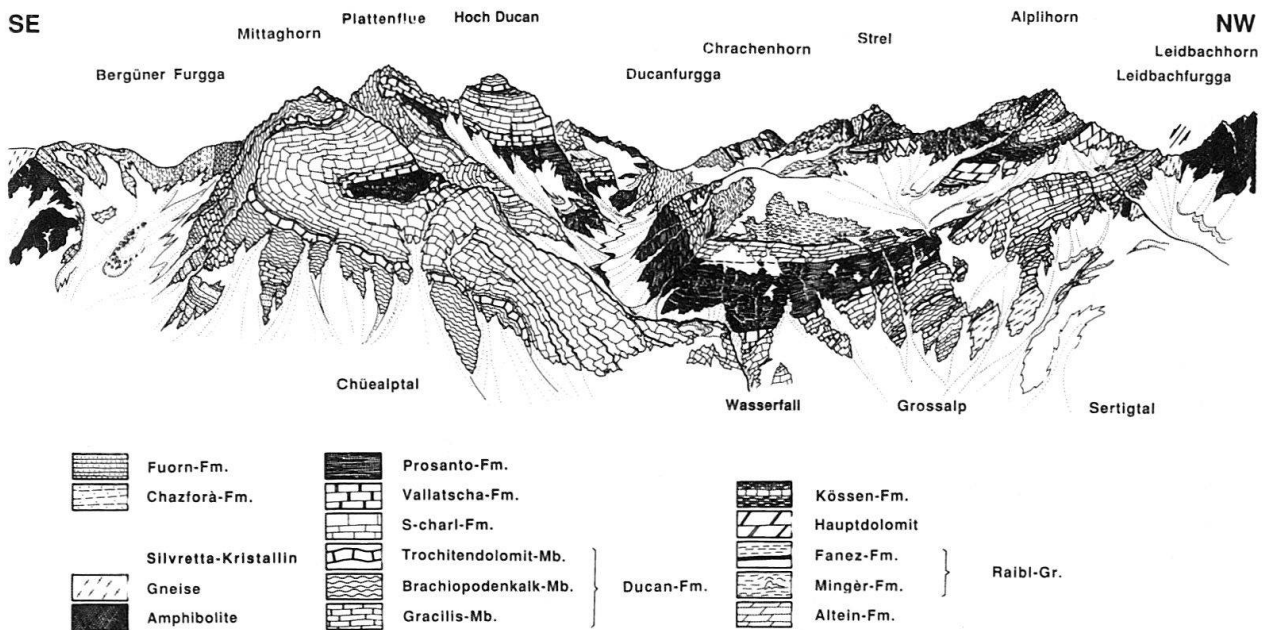 SE
NW
Mittaghorn
Plattenflue
Hoch Ducan
Alplihorn
Chrachenhorn
Strel
Leidbachhorn
Bergüner Furgga
Ducanfurgga
Leidbachfurgga
Chüealptal
Wasserfall
Grossalp
Sertigtal
Fuorn-Fm.
Chazforà-Fm.
Silvretta-Kristallin
Gneise
Amphibolite
Prosanto-Fm.
Vallatscha-Fm.
S-charl-Fm.
Trochitendolomit-Mb.
Brachiopodenkalk-Mb.
Gracilis-Mb.
Ducan-Fm.
Kössen-Fm.
Hauptdolomit
Fanez-Fm.
Mingèr-Fm.
Altein-Fm.
Raibl-Gr.